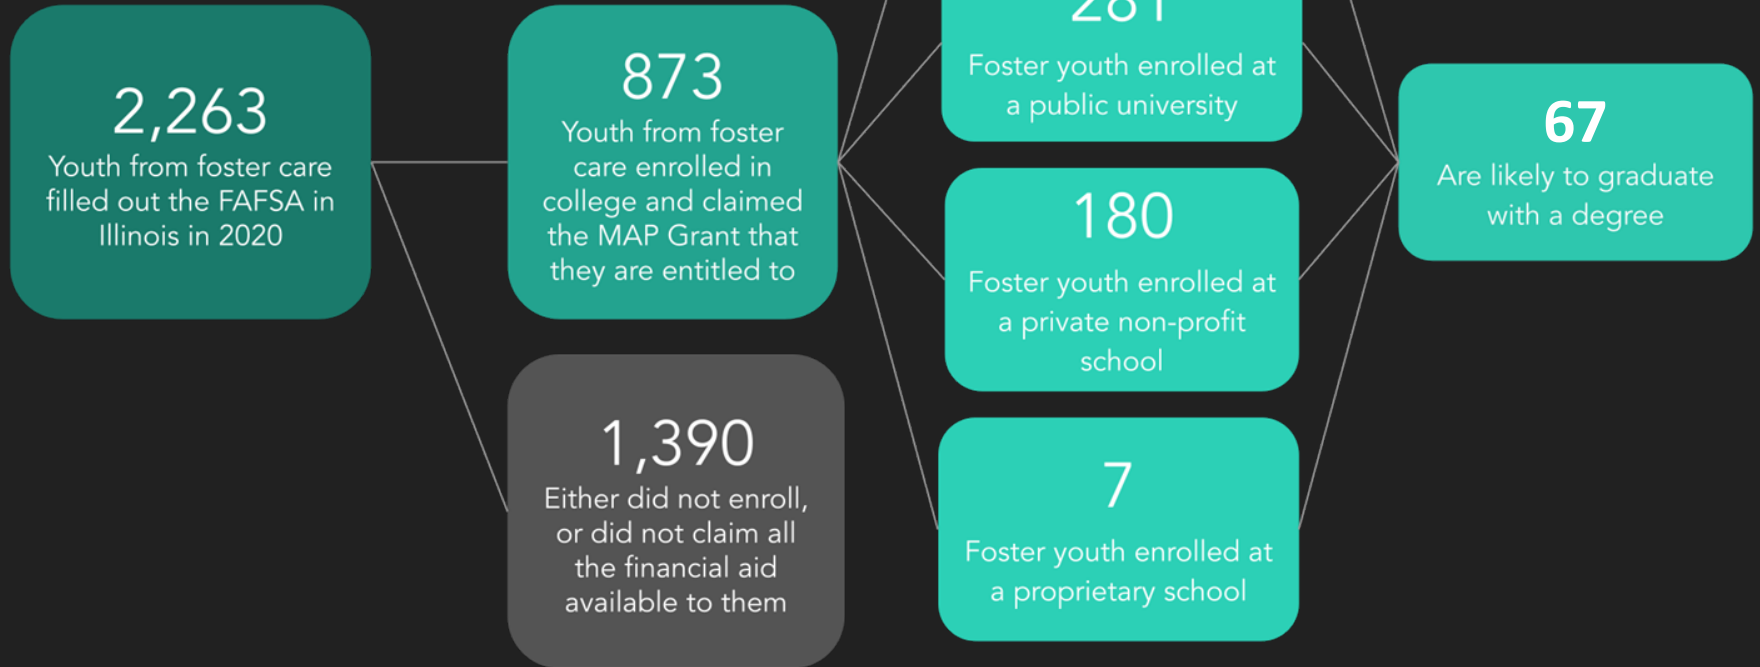 2,263
Youth from foster care
filled out the FAFSA in
Illinois in 2020
873
Youth from foster
care enrolled in
college and claimed
the MAP Grant that
they are entitled to
1,390
Either did not enroll,
or did not claim all
the financial aid
available to them
281
Foster youth enrolled at
a public university
180
Foster youth enrolled at
a private non-profit
school
7
Foster youth enrolled at
a proprietary school
67
Are likely to graduate
with a degree